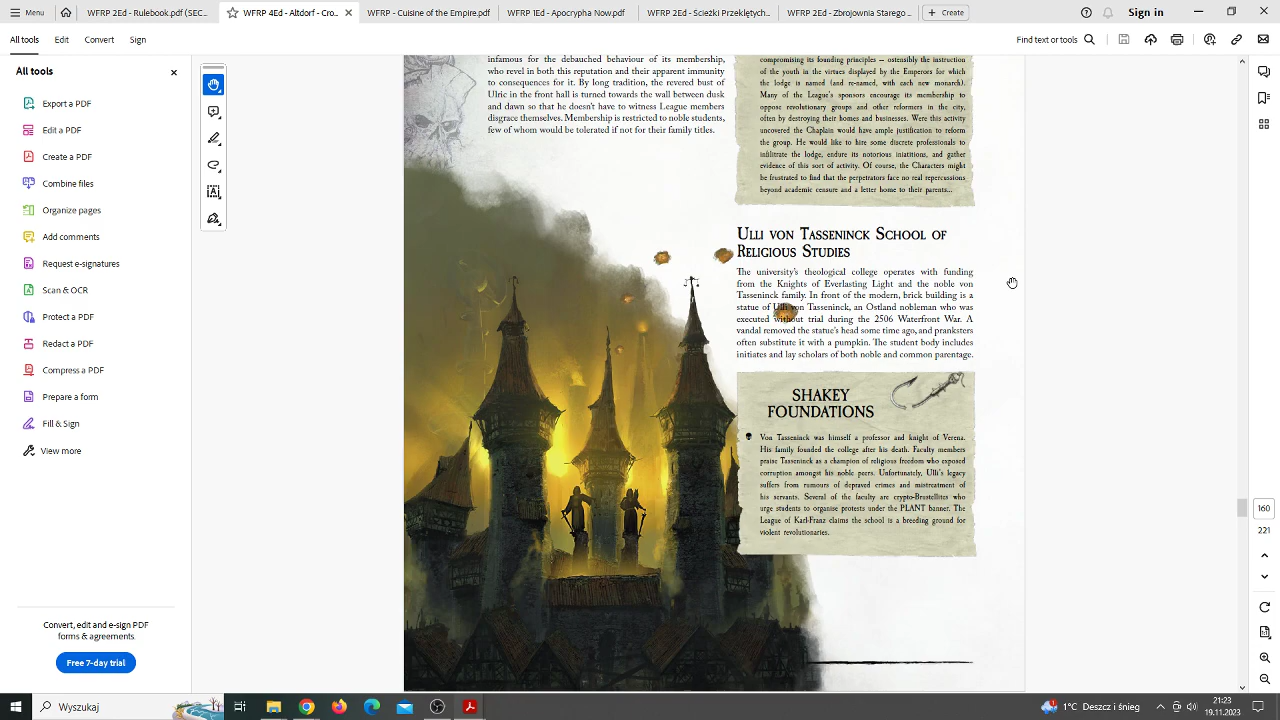 Menu
WFRP 2Ed - Rulebook.pdf (SEC...
WFRP 4Ed - Altdorf - Cro...
WFRP - Cuisine of the Empire.pdf
WFRP 1Ed - Apocrypha Now.pdf
WFRP 2Ed - Ścieżki Przeklętych...
WFRP 2Ed - Zbrojownia Starego ...
Create
Sign in
All tools
Edit
Convert
Sign
Find text or tools
All tools
Export a PDF
Edit a PDF
Create a PDF
Combine files
Organize pages
Add comments
Request e-signatures
Scan & OCR
Protect a PDF
Redact a PDF
Compress a PDF
Prepare a form
Fill & Sign
View more
Convert, edit and e-sign PDF
forms & agreements.
Free 7-day trial
infamous for the debauched behaviour of its membership,
who revel in both this reputation and their apparent immunity
to consequences for it. By long tradition, the revered bust of
Ulric in the front hall is turned towards the wall between dusk
and dawn so that he doesn't have to witness League members
disgrace themselves. Membership is restricted to noble students,
few of whom would be tolerated if not for their family titles.
compromising its founding principles – ostensibly the instruction
of the youth in the virtues displayed by the Emperors for which
the lodge is named (and re-named, with each new monarch).
Many of the League's sponsors encourage its membership to
oppose revolutionary groups and other reformers in the city,
often by destroying their homes and businesses. Were this activity
uncovered the Chaplain would have ample justification to reform
the group. He would like to hire some discrete professionals to
infiltrate the lodge, endure its notorious iniatitions, and gather
evidence of this sort of activity. Of course, the Characters might
be frustrated to find that the perpetrators face no real repercussions
beyond academic censure and a letter home to their parents...
Ulli von Tasseninck School of
Religious Studies
The university's theological college operates with funding
from the Knights of Everlasting Light and the noble von
Tasseninck family. In front of the modern, brick building is a
statue of Ulli von Tasseninck, an Ostland nobleman who was
executed without trial during the 2506 Waterfront War. A
vandal removed the statue's head some time ago, and pranksters
often substitute it with a pumpkin. The student body includes
initiates and lay scholars of both noble and common parentage.
SHAKEY
FOUNDATIONS
Von Tasseninck was himself a professor and knight of Verena.
His family founded the college after his death. Faculty members
praise Tasseninck as a champion of religious freedom who exposed
corruption amongst his noble peers. Unfortunately, Ulli's legacy
suffers from rumours of depraved crimes and mistreatment of
his servants. Several of the faculty are crypto-Brustellites who
urge students to organise protests under the PLANT banner. The
League of Karl-Franz claims the school is a breeding ground for
violent revolutionaries.
160
221
Wyszukaj
1°C Deszcz i śnieg
21:23
19.11.2023